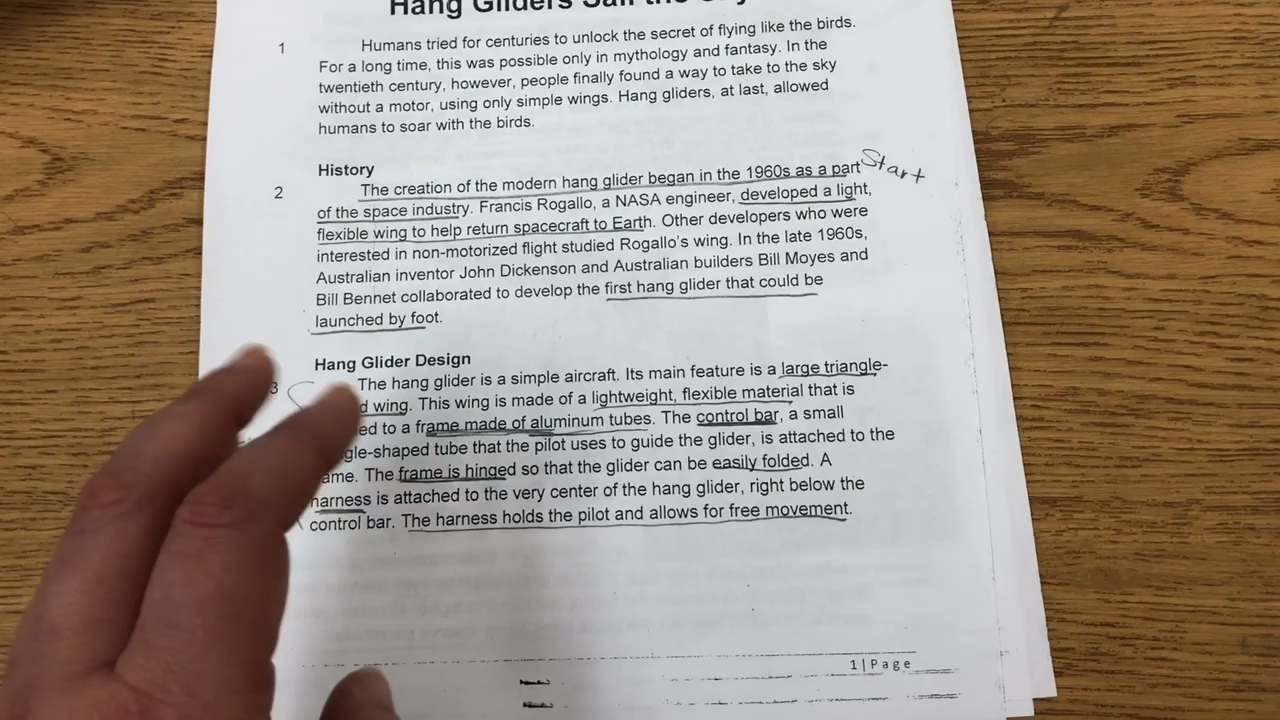 Hang Gliders Sail the
1 Humans tried for centuries to unlock the secret of flying like the birds.
For a long time, this was possible only in mythology and fantasy. In the
twentieth century, however, people finally found a way to take to the sky
without a motor, using only simple wings. Hang gliders, at last, allowed
humans to soar with the birds.
History
2 The creation of the modern hang glider began in the 1960s as a part Start
of the space industry. Francis Rogallo, a NASA engineer, developed a light,
flexible wing to help return spacecraft to Earth. Other developers who were
interested in non-motorized flight studied Rogallo's wing. In the late 1960s,
Australian inventor John Dickenson and Australian builders Bill Moyes and
Bill Bennet collaborated to develop the first hang glider that could be
launched by foot.
Hang Glider Design
3 The hang glider is a simple aircraft. Its main feature is a large triangle-
d wing. This wing is made of a lightweight, flexible material that is
ed to a frame made of aluminum tubes. The control bar, a small
gle-shaped tube that the pilot uses to guide the glider, is attached to the
ame. The frame is hinged so that the glider can be easily folded. A
harness is attached to the very center of the hang glider, right below the
control bar. The harness holds the pilot and allows for free movement.
1 | Page